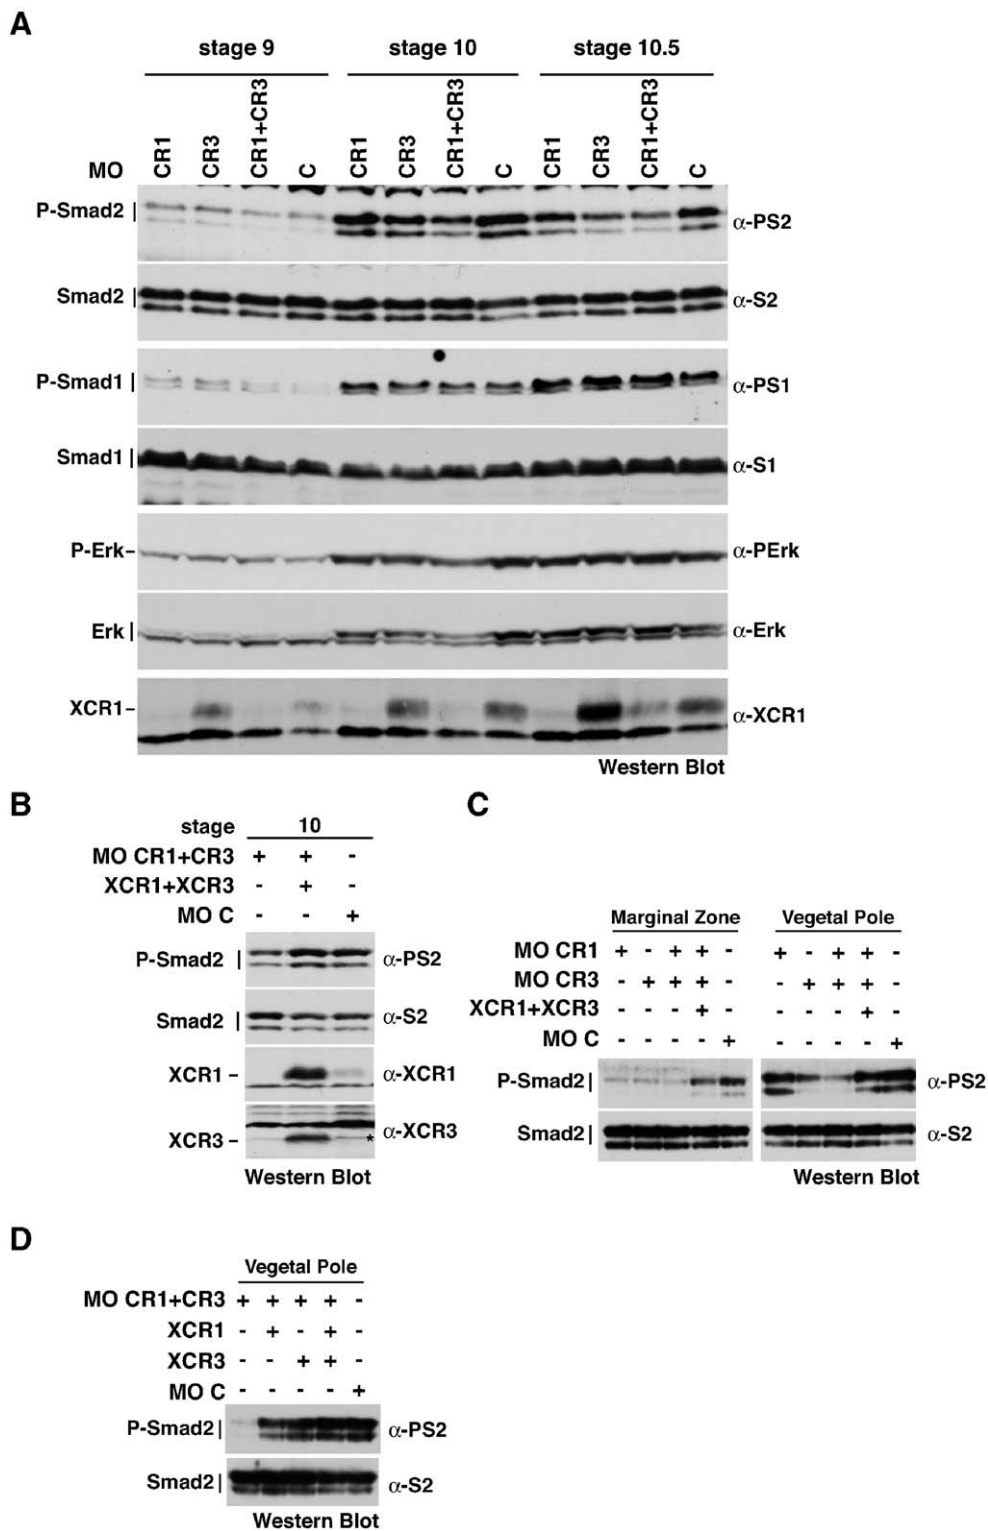 A
stage 9 stage 10 stage 10.5
MO CR1 CR3 CR1+CR3 C CR1 CR3 CR1+CR3 C CR1 CR3 CR1+CR3 C
P-Smad2 α-PS2
Smad2 α-S2
P-Smad1 α-PS1
Smad1 α-S1
P-Erk α-PErk
Erk α-Erk
XCR1 α-XCR1
Western Blot
B
stage 10
MO CR1+CR3 + + -
XCR1+XCR3 - + -
MO C - - +
P-Smad2 α-PS2
Smad2 α-S2
XCR1 α-XCR1
XCR3 * α-XCR3
Western Blot
C
Marginal Zone Vegetal Pole
MO CR1 + - + + - + - + + -
MO CR3 - + + + - - + + + -
XCR1+XCR3 - - - + - - - - + -
MO C - - - - + - - - - +
P-Smad2 α-PS2
Smad2 α-S2
Western Blot
D
Vegetal Pole
MO CR1+CR3 + + + + -
XCR1 - + - + -
XCR3 - - + + -
MO C - - - - +
P-Smad2 α-PS2
Smad2 α-S2
Western Blot